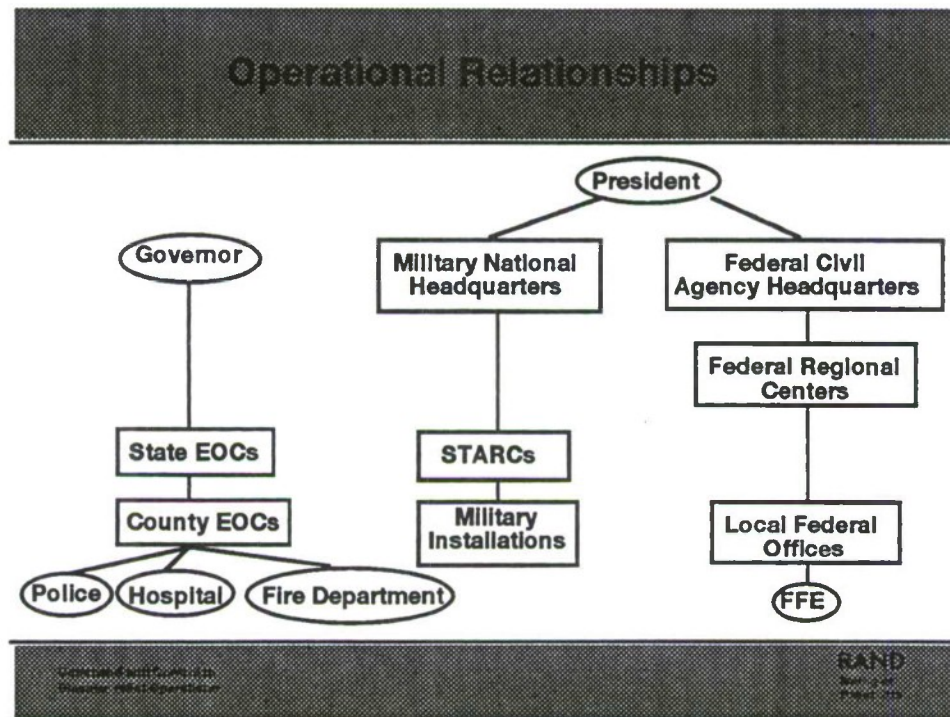 Operational Relationships
President
Governor
Military National
Headquarters
Federal Civil
Agency Headquarters
Federal Regional
Centers
State EOCs
STARCs
County EOCs
Military
Installations
Local Federal
Offices
Police
Hospital
Fire Department
FFE
RAND